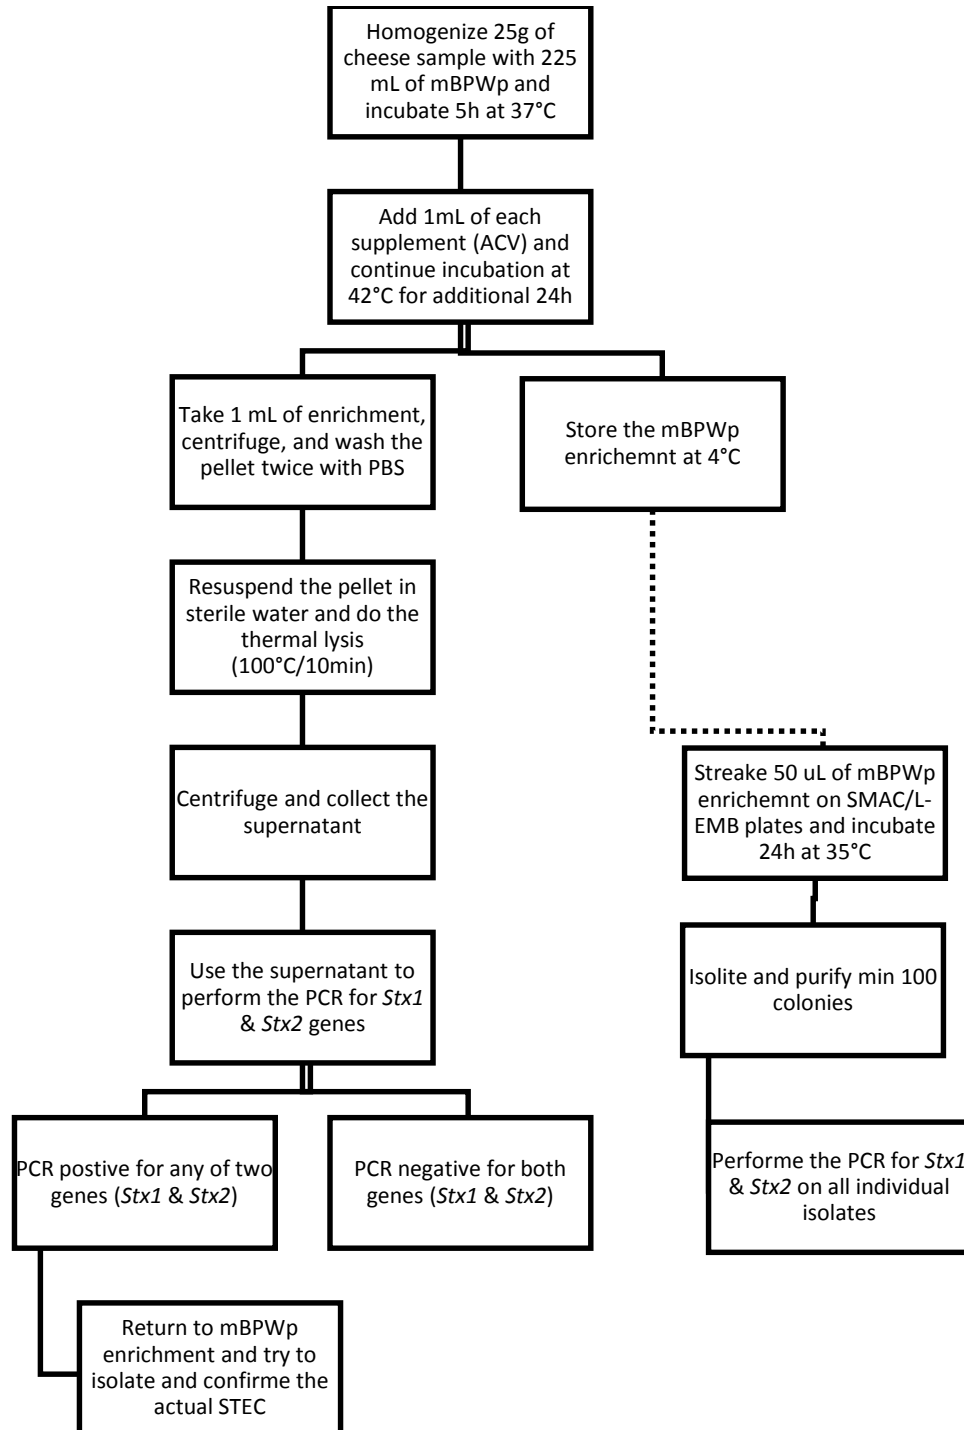 Homogenize 25g of
cheese sample with 225
mL of mBPWp and
incubate 5h at 37°C
Add 1mL of each
supplement (ACV) and
continue incubation at
42°C for additional 24h
Take 1 mL of enrichment,
centrifuge, and wash the
pellet twice with PBS
Store the mBPWp
enrichemnt at 4°C
Resuspend the pellet in
sterile water and do the
thermal lysis
(100°C/10min)
Centrifuge and collect the
supernatant
Streake 50 uL of mBPWp
enrichemnt on SMAC/L-
EMB plates and incubate
24h at 35°C
Use the supernatant to
perform the PCR for Stx1
& Stx2 genes
Isolite and purify min 100
colonies
PCR postive for any of two
genes (Stx1 & Stx2)
PCR negative for both
genes (Stx1 & Stx2)
Performe the PCR for Stx1
& Stx2 on all individual
isolates
Return to mBPWp
enrichment and try to
isolate and confirme the
actual STEC